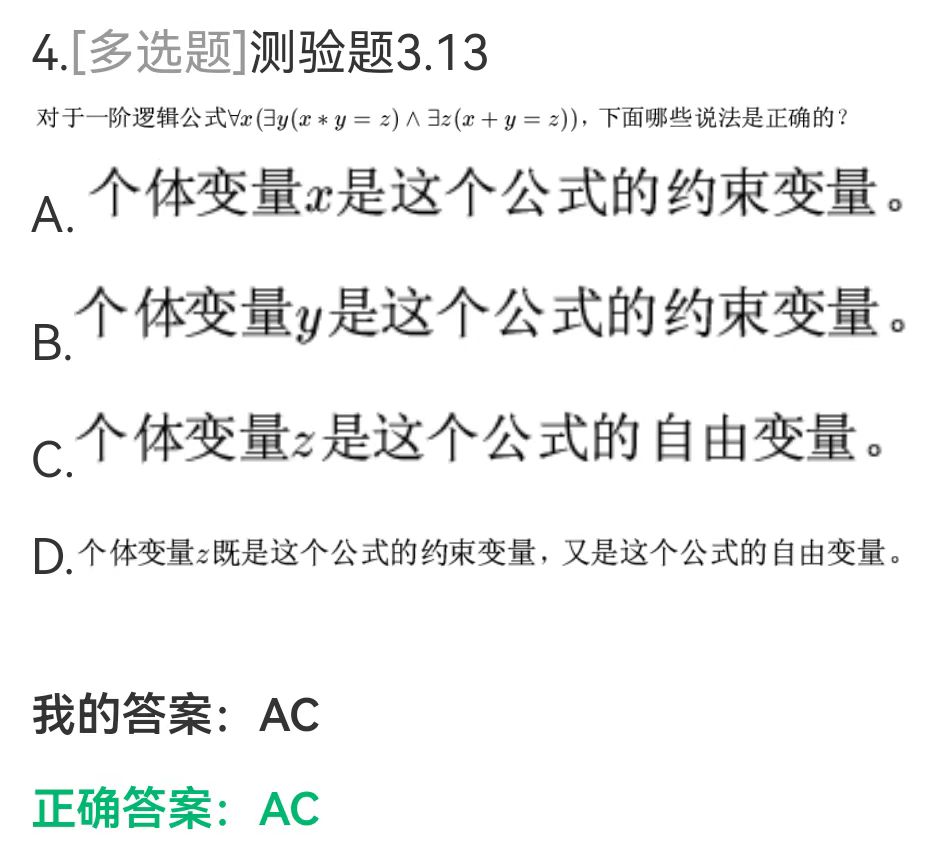 4.[多选题]测验题3.13
对于一阶逻辑公式∀x(∃y(x * y = z) ∧ ∃z(x + y = z))，下面哪些说法是正确的？
A. 个体变量x是这个公式的约束变量。
B. 个体变量y是这个公式的约束变量。
C. 个体变量z是这个公式的自由变量。
D. 个体变量z既是这个公式的约束变量，又是这个公式的自由变量。
我的答案：AC
正确答案：AC